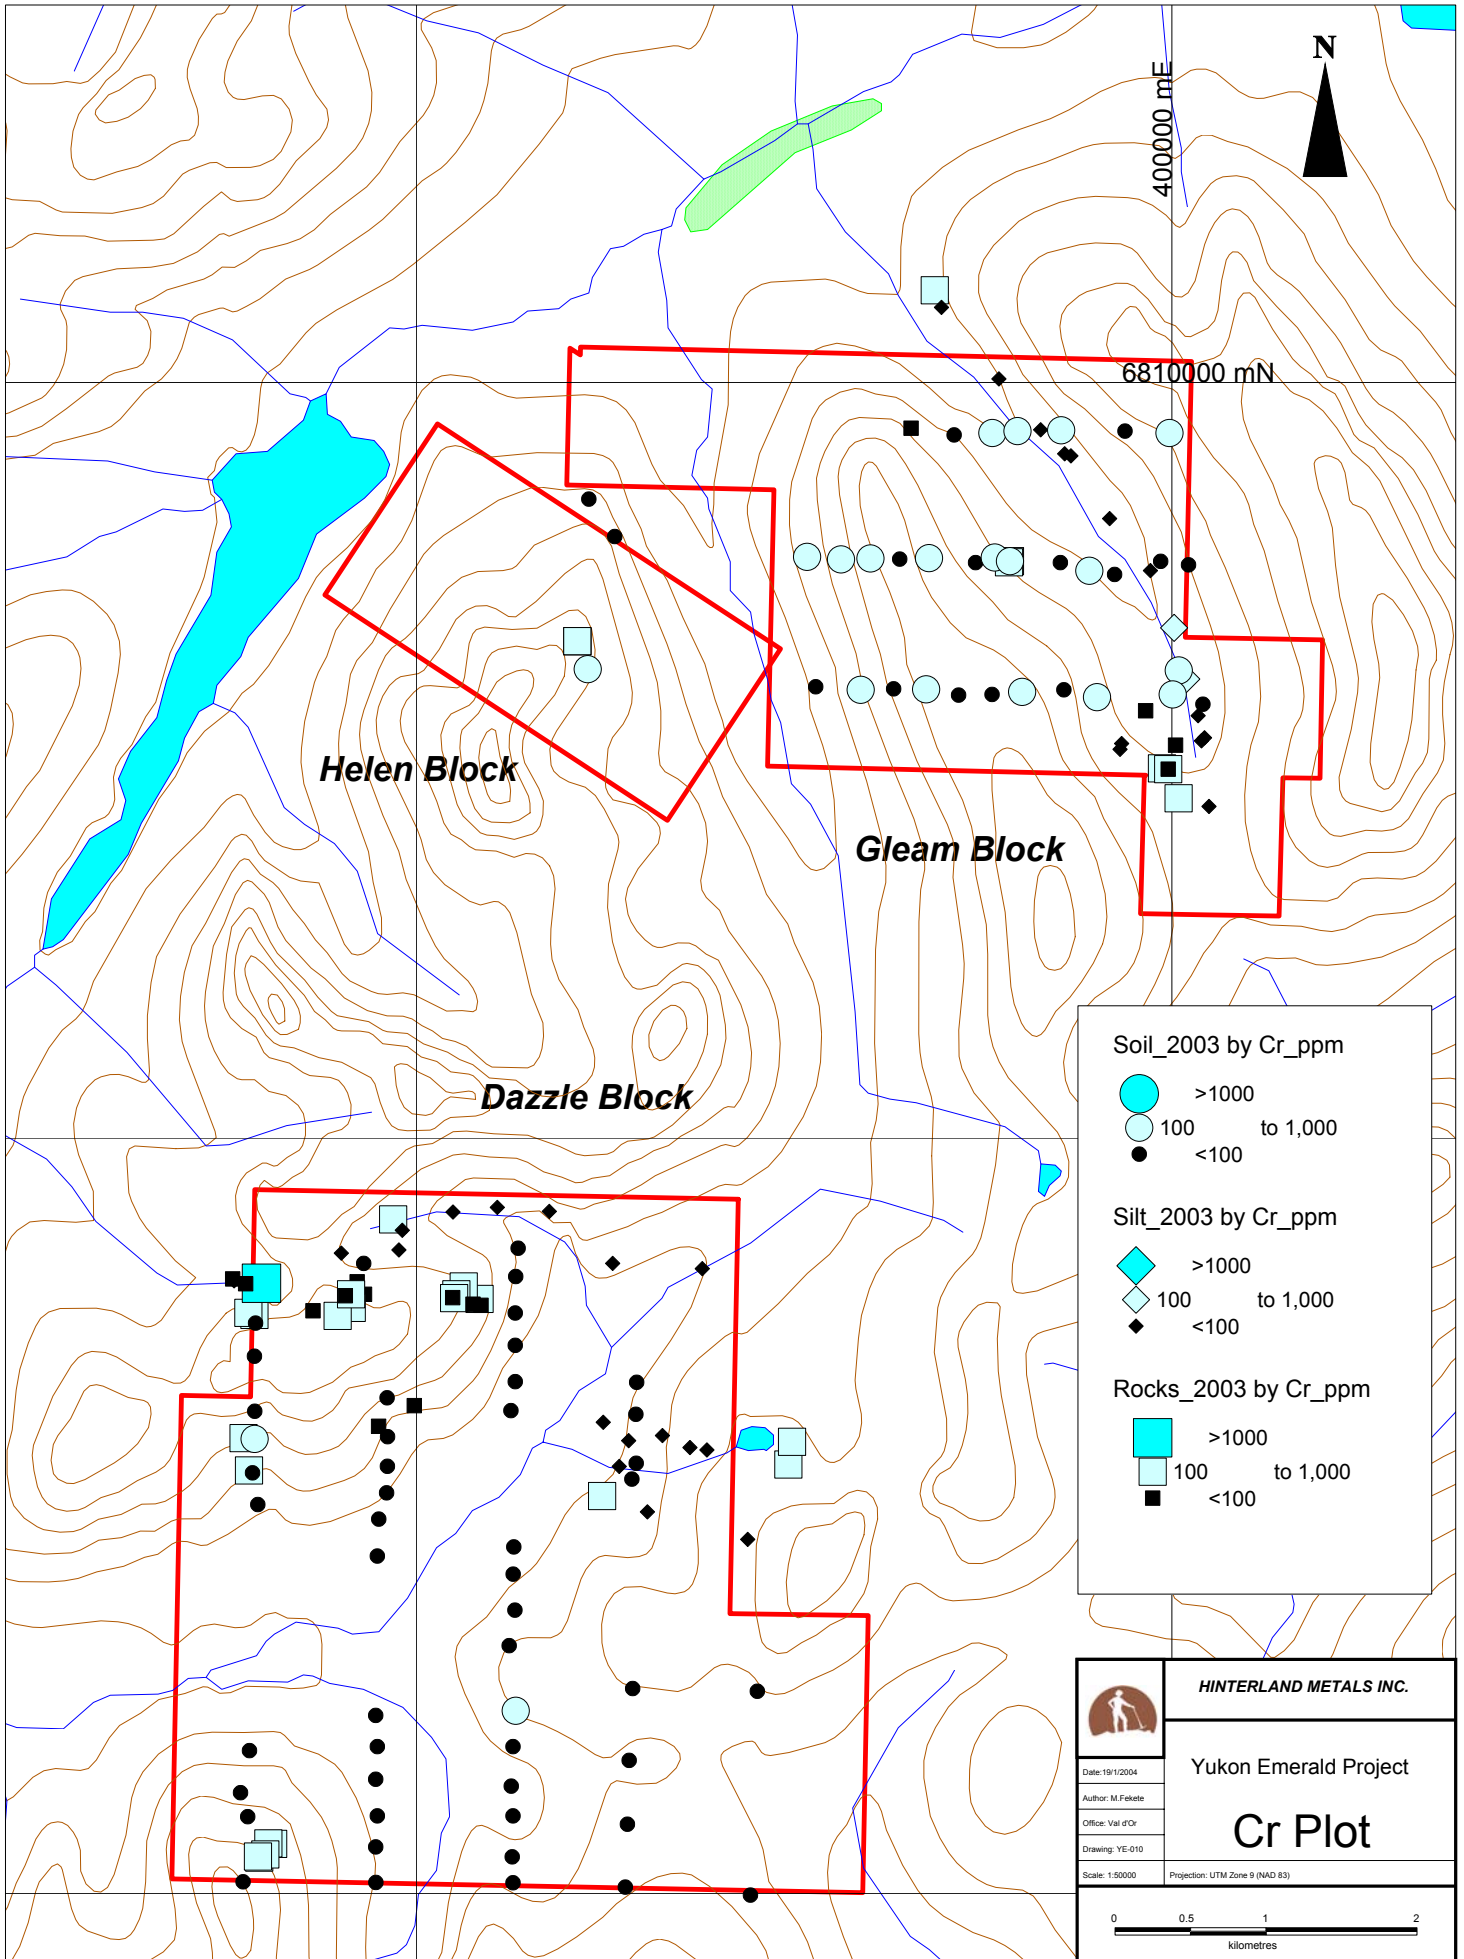 N
400000 mE
6810000 mN
Helen Block
Gleam Block
Dazzle Block
Soil_2003 by Cr_ppm
>1000
100 to 1,000
<100
Silt_2003 by Cr_ppm
>1000
100 to 1,000
<100
Rocks_2003 by Cr_ppm
>1000
100 to 1,000
<100
HINTERLAND METALS INC.
Yukon Emerald Project
Cr Plot
Date:19/1/2004
Author: M.Fekete
Office: Val d'Or
Drawing: YE-010
Scale: 1:50000
Projection: UTM Zone 9 (NAD 83)
0 0.5 1 2
kilometres